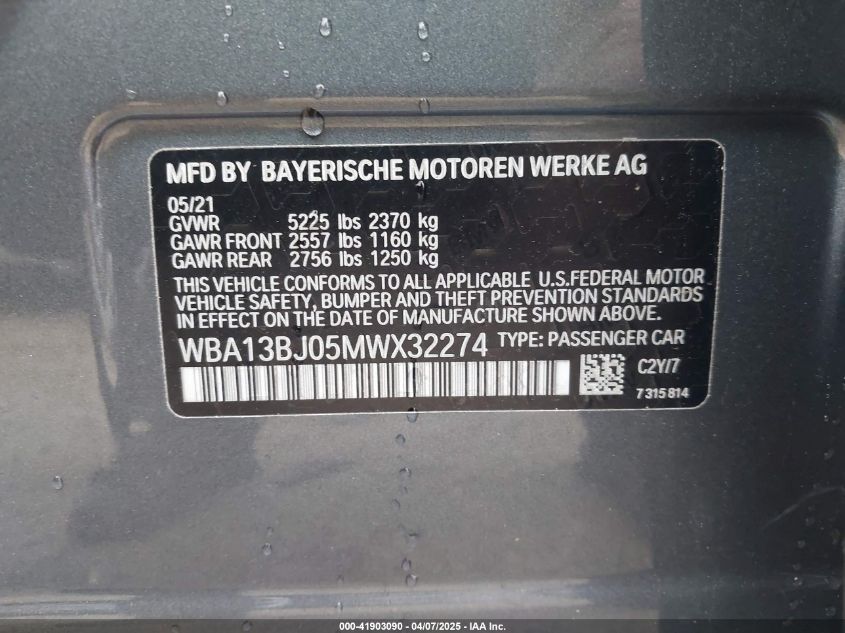 MFD BY BAYERISCHE MOTOREN WERKE AG
05/21
GVWR 5225 lbs 2370 kg
GAWR FRONT 2557 lbs 1160 kg
GAWR REAR 2756 lbs 1250 kg
THIS VEHICLE CONFORMS TO ALL APPLICABLE U.S.FEDERAL MOTOR
VEHICLE SAFETY, BUMPER AND THEFT PREVENTION STANDARDS
IN EFFECT ON THE DATE OF MANUFACTURE SHOWN ABOVE.
WBA13BJ05MWX32274 TYPE: PASSENGER CAR
C2Y/7
7 315 814
000-41903090 - 04/07/2025 - IAA Inc.